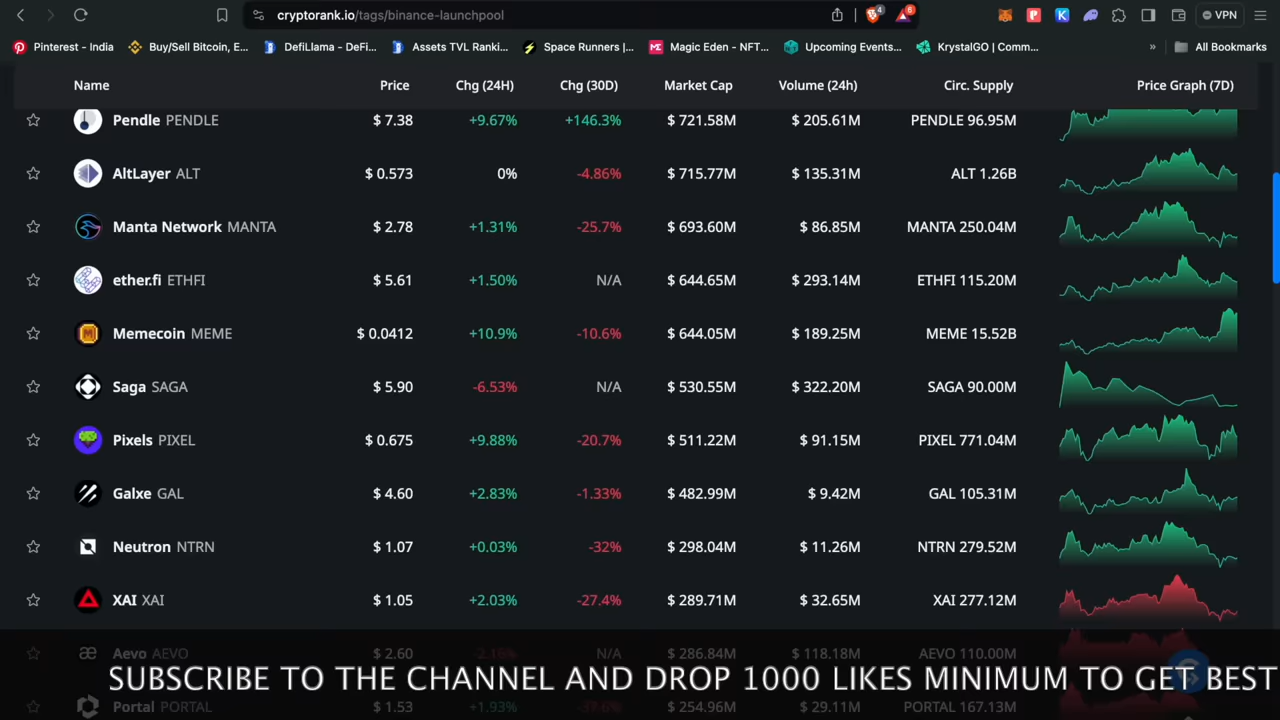 cryptorank.io/tags/binance-launchpool 4 6 VPN
Pinterest - India Buy/Sell Bitcoin, E... DefiLlama - DeFi... Assets TVL Ranki... Space Runners |... Magic Eden - NFT... Upcoming Events... KrystalGO | Comm... » All Bookmarks
Name Price Chg (24H) Chg (30D) Market Cap Volume (24h) Circ. Supply Price Graph (7D)
Pendle PENDLE $ 7.38 +9.67% +146.3% $ 721.58M $ 205.61M PENDLE 96.95M
AltLayer ALT $ 0.573 0% -4.86% $ 715.77M $ 135.31M ALT 1.26B
Manta Network MANTA $ 2.78 +1.31% -25.7% $ 693.60M $ 86.85M MANTA 250.04M
ether.fi ETHFI $ 5.61 +1.50% N/A $ 644.65M $ 293.14M ETHFI 115.20M
Memecoin MEME $ 0.0412 +10.9% -10.6% $ 644.05M $ 189.25M MEME 15.52B
Saga SAGA $ 5.90 -6.53% N/A $ 530.55M $ 322.20M SAGA 90.00M
Pixels PIXEL $ 0.675 +9.88% -20.7% $ 511.22M $ 91.15M PIXEL 771.04M
Galxe GAL $ 4.60 +2.83% -1.33% $ 482.99M $ 9.42M GAL 105.31M
Neutron NTRN $ 1.07 +0.03% -32% $ 298.04M $ 11.26M NTRN 279.52M
XAI XAI $ 1.05 +2.03% -27.4% $ 289.71M $ 32.65M XAI 277.12M
Aevo AEVO $ 2.60 -2.16% N/A $ 286.84M $ 118.18M AEVO 110.00M
SUBSCRIBE TO THE CHANNEL AND DROP 1000 LIKES MINIMUM TO GET BEST
Portal PORTAL $ 1.53 +1.93% $ 254.96M $ 29.11M PORTAL 167.13M